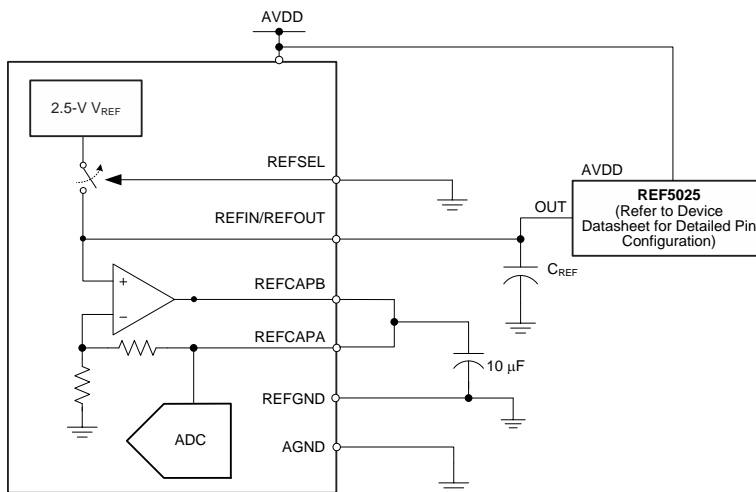 AVDD
2.5-V VREF
REFSEL
AVDD
REF5025
(Refer to Device
Datasheet for Detailed Pin
Configuration)
OUT
REFIN/REFOUT
CREF
+
−
REFCAPB
REFCAPA
10 μF
REFGND
ADC
AGND